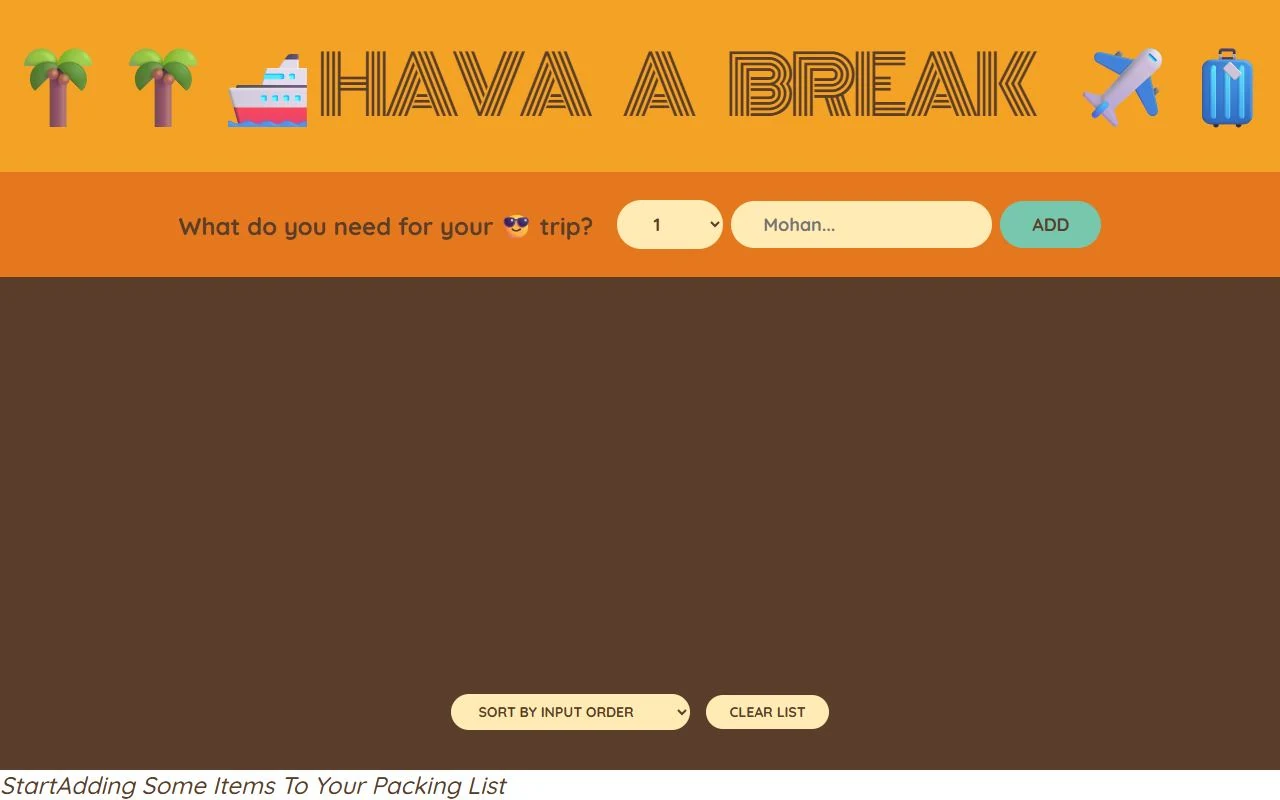 HAVA A BREAK
What do you need for your 😎 trip? 1 Mohan... ADD
SORT BY INPUT ORDER CLEAR LIST
StartAdding Some Items To Your Packing List